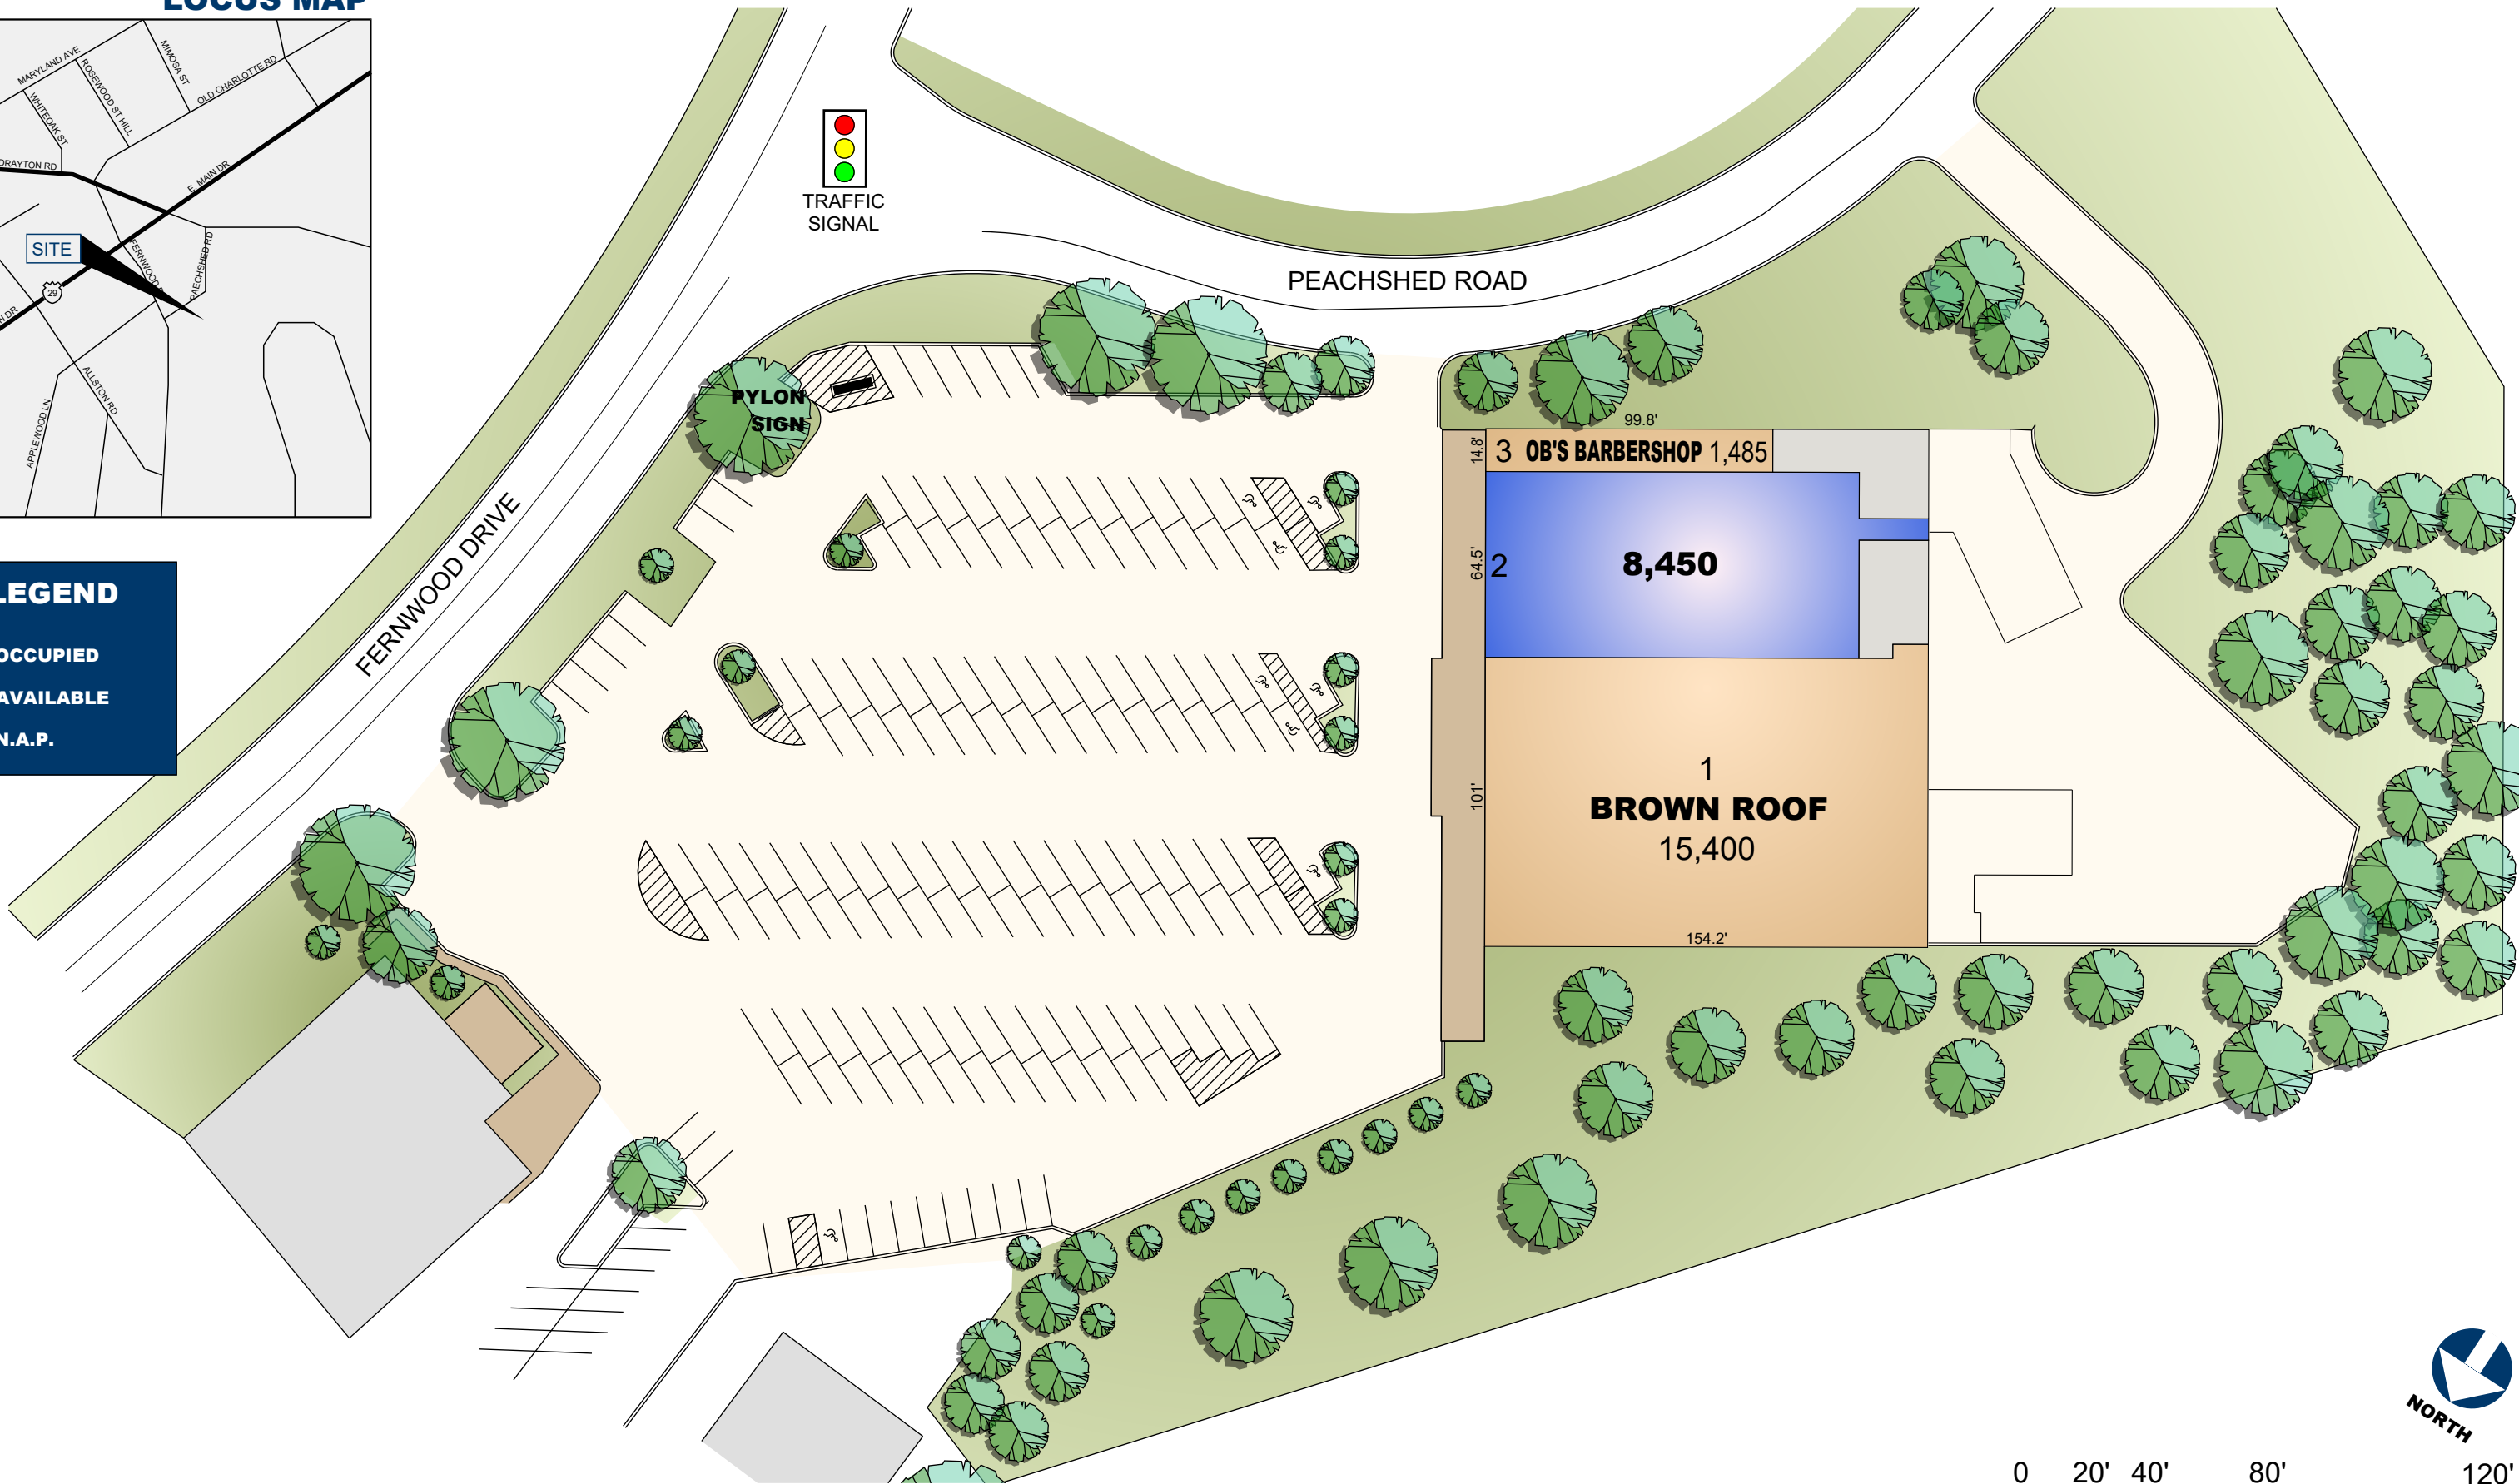 LOCUS MAP
MARYLAND AVE
MIMOSA ST
ROSEWOOD ST HILL
WHITEOAK ST
OLD CHARLOTTE RD
DRAYTON RD
E. MAIN DR
SITE
FERNWOOD
PAECHSHED RD
29
N DR
ALLSTON RD
APPLEWOOD LN
LEGEND
OCCUPIED
AVAILABLE
N.A.P.
TRAFFIC
SIGNAL
PEACHSHED ROAD
FERNWOOD DRIVE
PYLON
SIGN
99.8'
14.8'
3 OB'S BARBERSHOP 1,485
64.5'
2
8,450
101'
1
BROWN ROOF
15,400
154.2'
NORTH
0 20' 40' 80' 120'